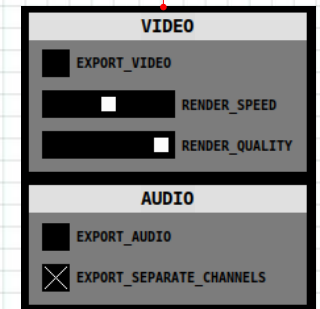 VIDEO
EXPORT_VIDEO
RENDER_SPEED
RENDER_QUALITY
AUDIO
EXPORT_AUDIO
EXPORT_SEPARATE_CHANNELS